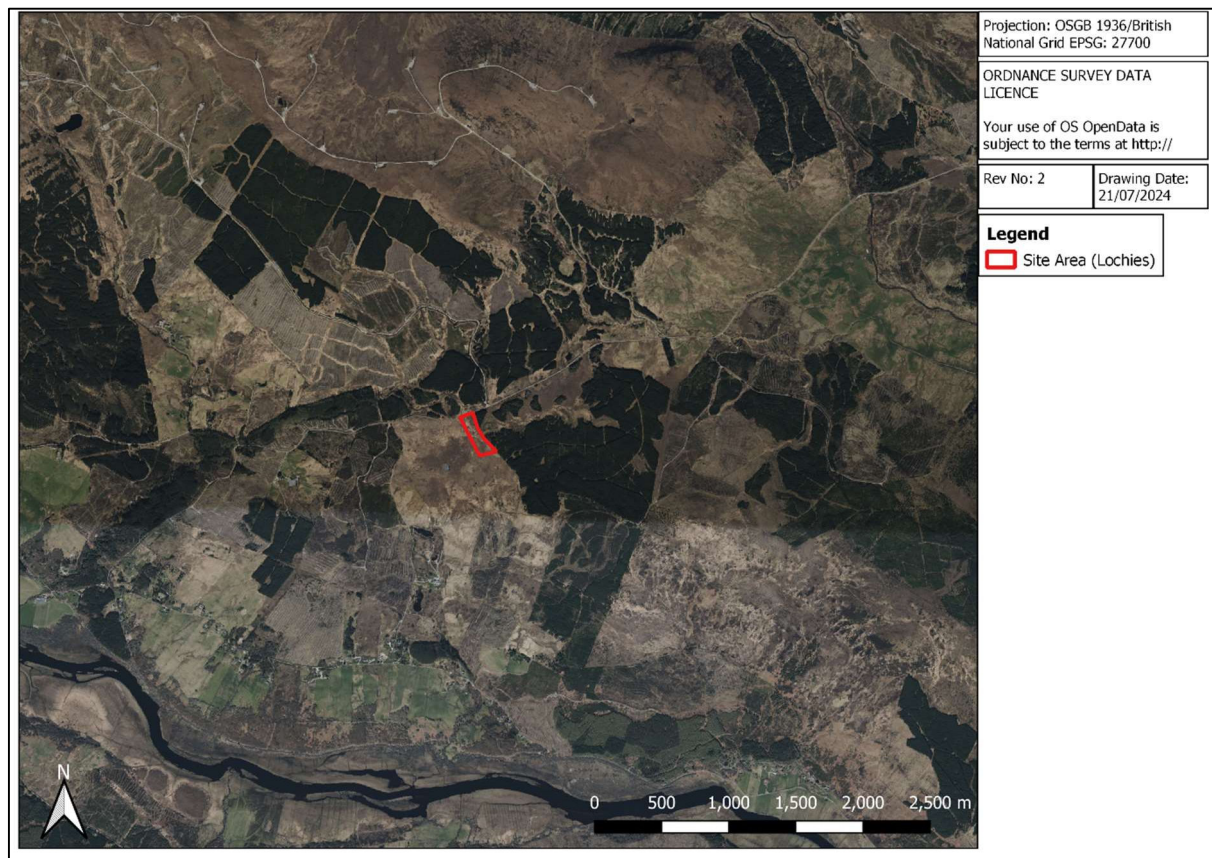 Projection: OSGB 1936/British
National Grid EPSG: 27700
ORDNANCE SURVEY DATA
LICENCE
Your use of OS OpenData is
subject to the terms at http://
Rev No: 2
Drawing Date:
21/07/2024
Legend
Site Area (Lochies)
N
0 500 1,000 1,500 2,000 2,500 m